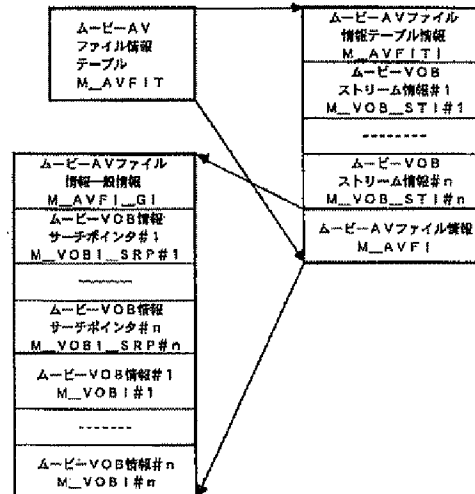 ムービーAV
ファイル情報
テーブル
M_AVFIT
ムービーAVファイル
情報テーブル情報
M_AVFITI
ムービーVOB
ストリーム情報#1
M_VOB_STI#1
--------
ムービーVOB
ストリーム情報#n
M_VOB_STI#n
ムービーAVファイル情報
M_AVFI
ムービーAVファイル
情報一般情報
M_AVFI_GI
ムービーVOB情報
サーチポインタ#1
M_VOBI_SRP#1
-------
ムービーVOB情報
サーチポインタ#n
M_VOBI_SRP#n
ムービーVOB情報#1
M_VOBI#1
-------
ムービーVOB情報#n
M_VOBI#n